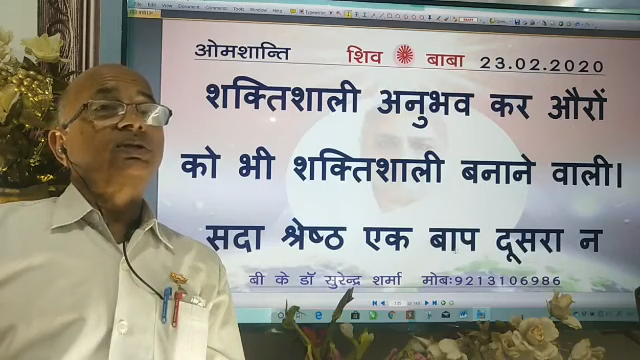 ओमशान्ति शिव बाबा 23.02.2020
शक्तिशाली अनुभव कर औरों
को भी शक्तिशाली बनाने वाली।
सदा श्रेष्ठ एक बाप दूसरा न
बी के डॉ सुरेन्द्र शर्मा मोबः9213106986